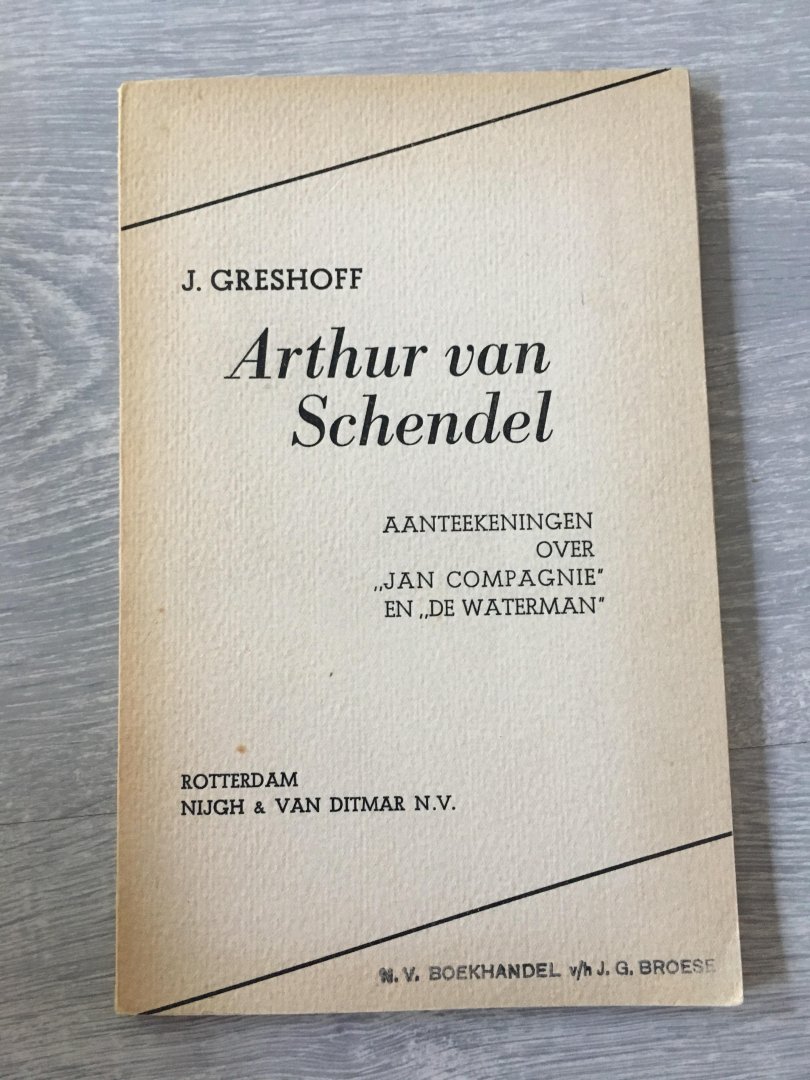 J. GRESHOFF
Arthur van
Schendel
AANTEEKENINGEN
OVER
„JAN COMPAGNIE"
EN „DE WATERMAN"
ROTTERDAM
NIJGH & VAN DITMAR N.V.
N.V. BOEKHANDEL v/h J. G. BROESE